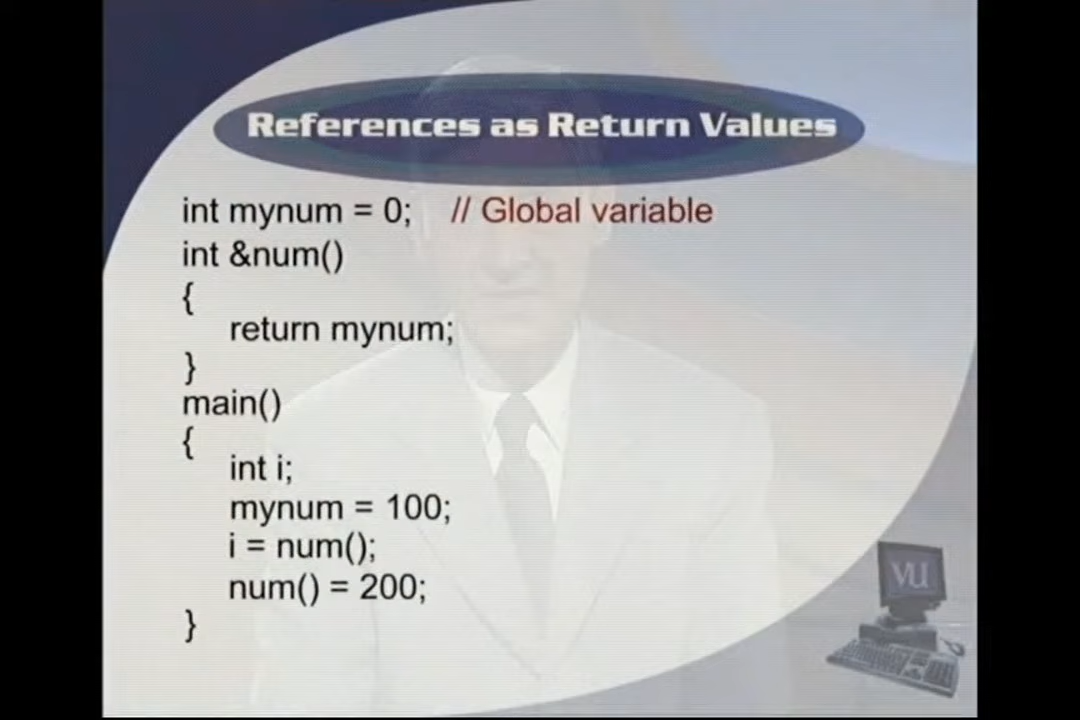 References as Return Values
int mynum = 0; // Global variable
int &num()
{
return mynum;
}
main()
{
int i;
mynum = 100;
i = num();
num() = 200;
}
VU